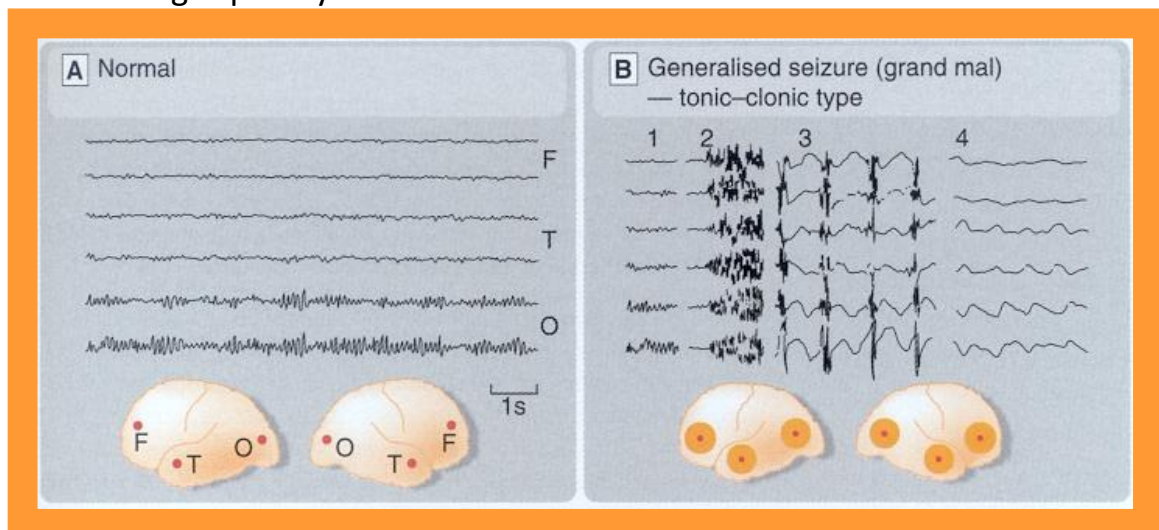 A Normal
F
T
O
1s
F
T
O
O
T
F
B Generalised seizure (grand mal)
— tonic–clonic type
1 2 3 4